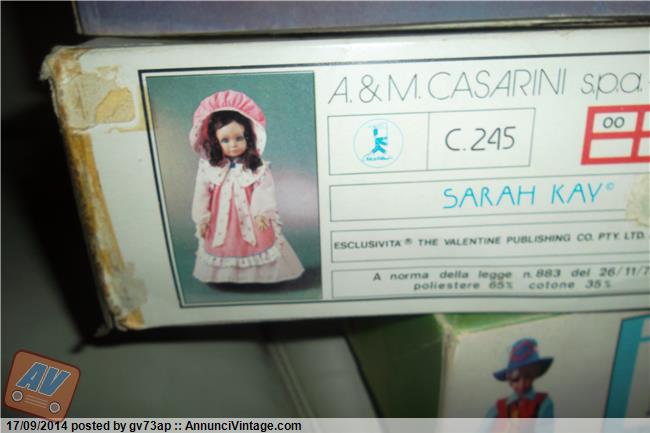 A.&M. CASARINI s.p.a.
C.245
OO
SARAH KAY©
ESCLUSIVITA'® THE VALENTINE PUBLISHING CO. PTY. LTD.
A norma della legge n.883 del 26/11/7
poliestere 65% cotone 35%
AV
17/09/2014 posted by gv73ap :: AnnunciVintage.com